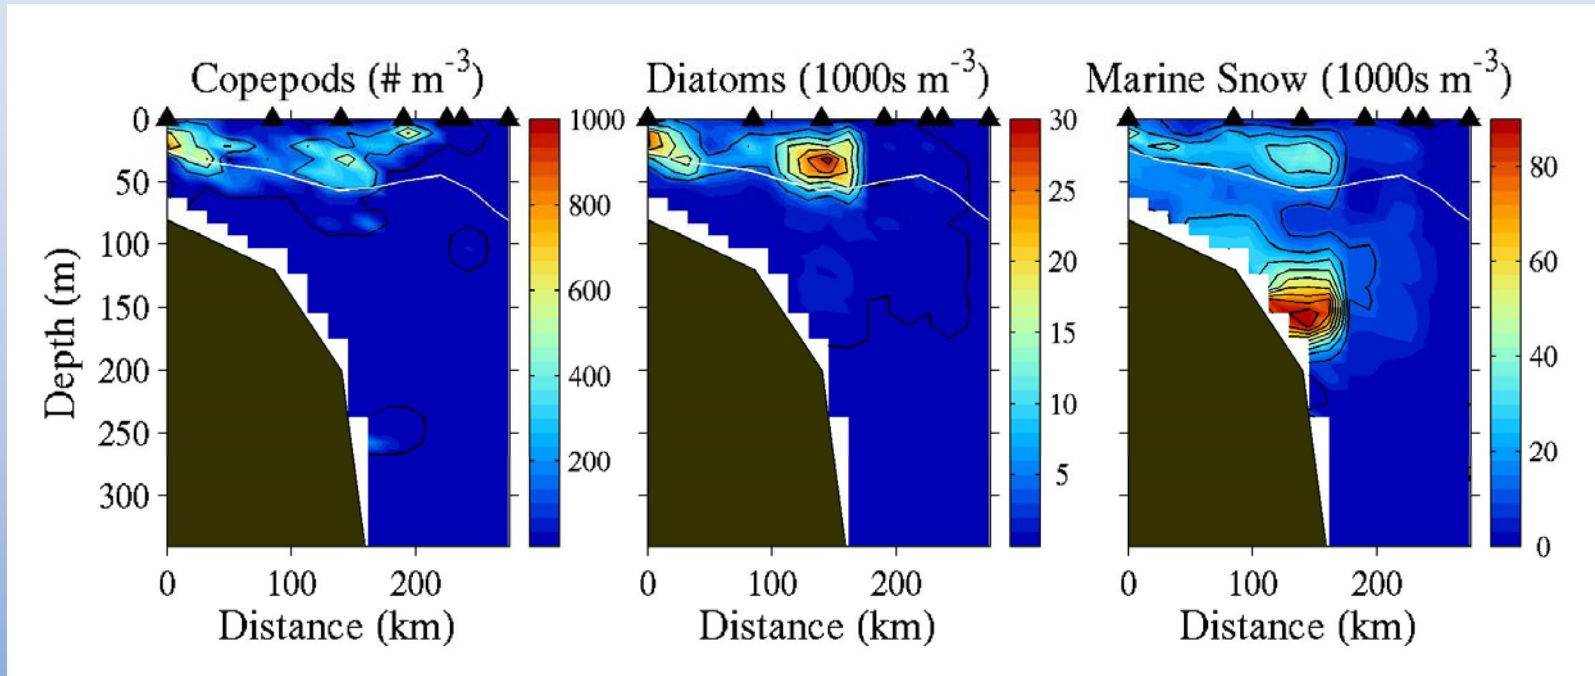 Copepods (# m-3)
Diatoms (1000s m-3)
Marine Snow (1000s m-3)
Depth (m)
0
50
100
150
200
250
300
0 100 200
Distance (km)
1000
800
600
400
200
0 100 200
Distance (km)
30
25
20
15
10
5
0 100 200
Distance (km)
80
60
40
20
0